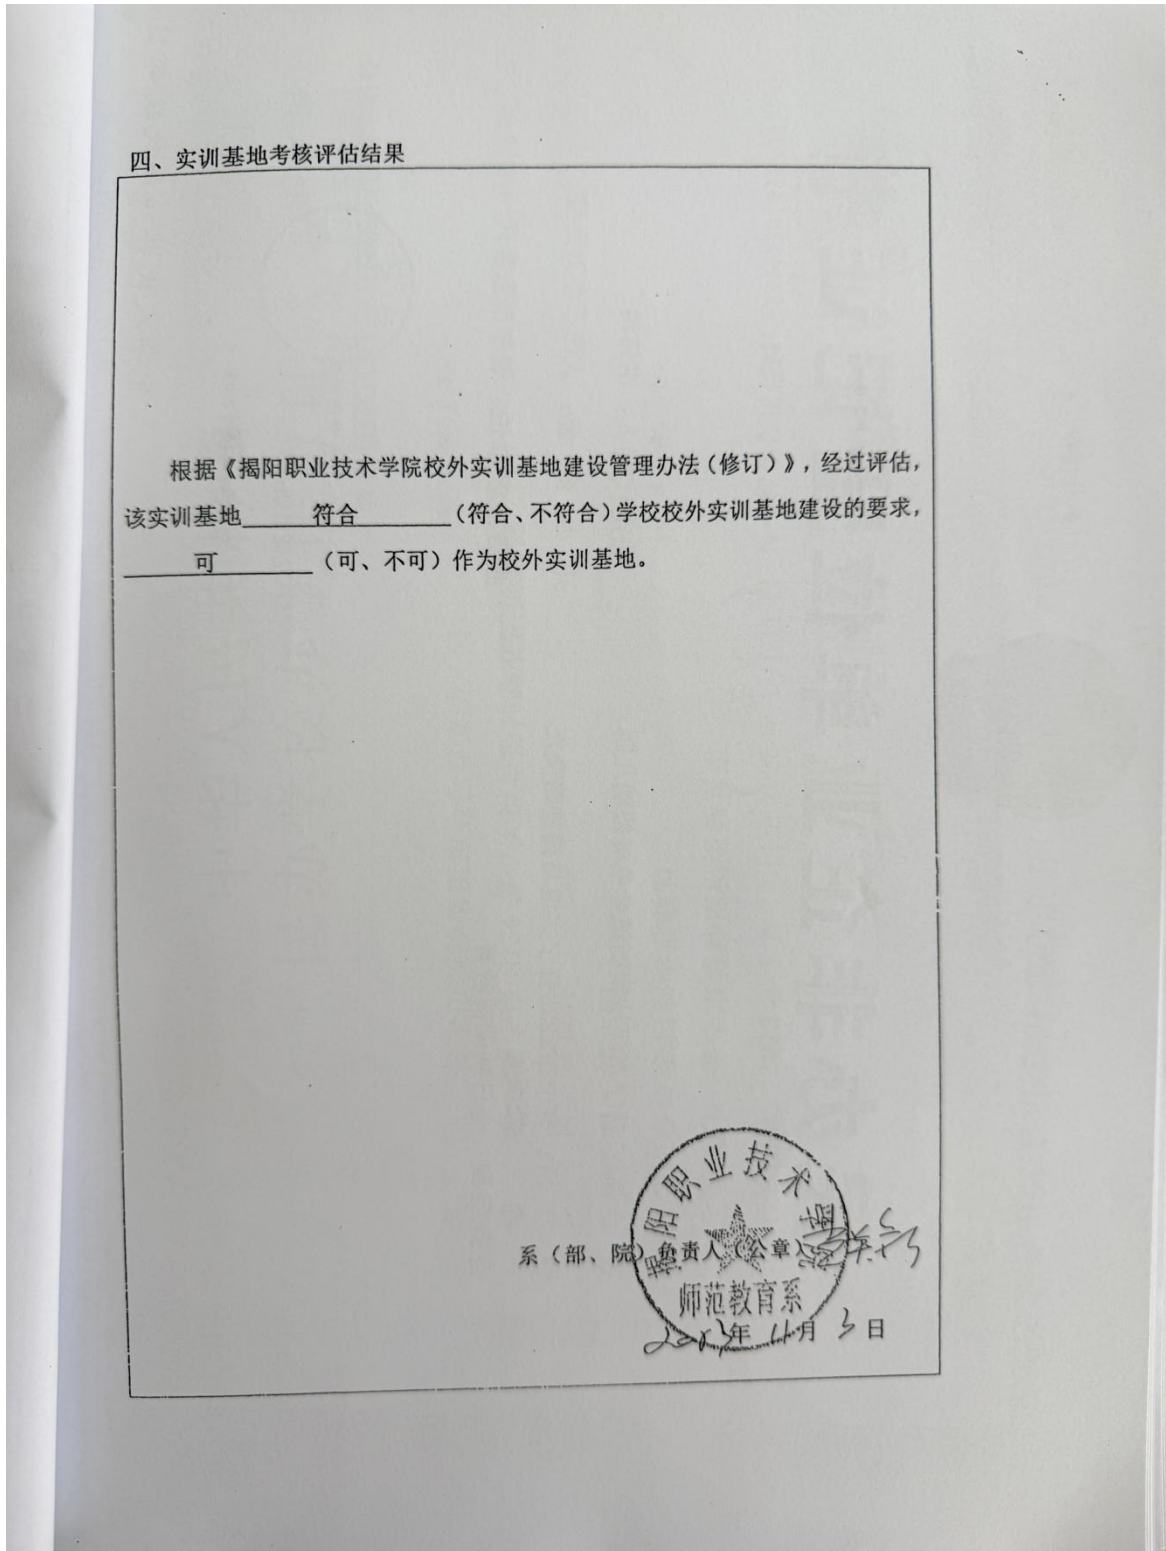 四、实训基地考核评估结果
根据《揭阳职业技术学院校外实训基地建设管理办法（修订）》，经过评估，
该实训基地 符合 （符合、不符合）学校校外实训基地建设的要求，
可 （可、不可）作为校外实训基地。
揭阳职业技术学院
系（部、院）负责人（公章）
师范教育系
年 11月 3日